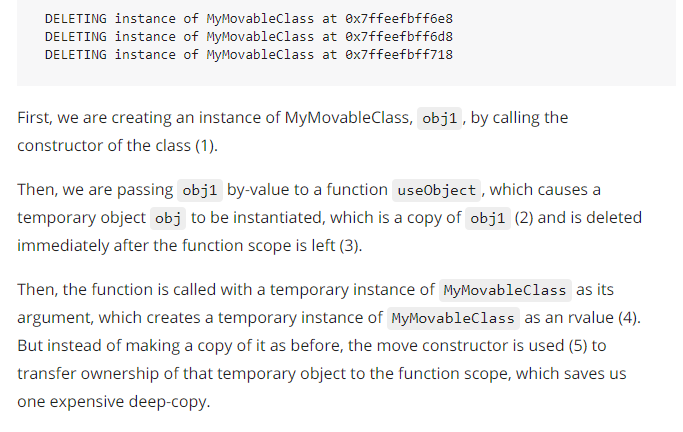 DELETING instance of MyMovableClass at 0x7ffeefbff6e8
DELETING instance of MyMovableClass at 0x7ffeefbff6d8
DELETING instance of MyMovableClass at 0x7ffeefbff718
First, we are creating an instance of MyMovableClass, obj1 , by calling the
constructor of the class (1).
Then, we are passing obj1 by-value to a function useObject , which causes a
temporary object obj to be instantiated, which is a copy of obj1 (2) and is deleted
immediately after the function scope is left (3).
Then, the function is called with a temporary instance of MyMovableClass as its
argument, which creates a temporary instance of MyMovableClass as an rvalue (4).
But instead of making a copy of it as before, the move constructor is used (5) to
transfer ownership of that temporary object to the function scope, which saves us
one expensive deep-copy.